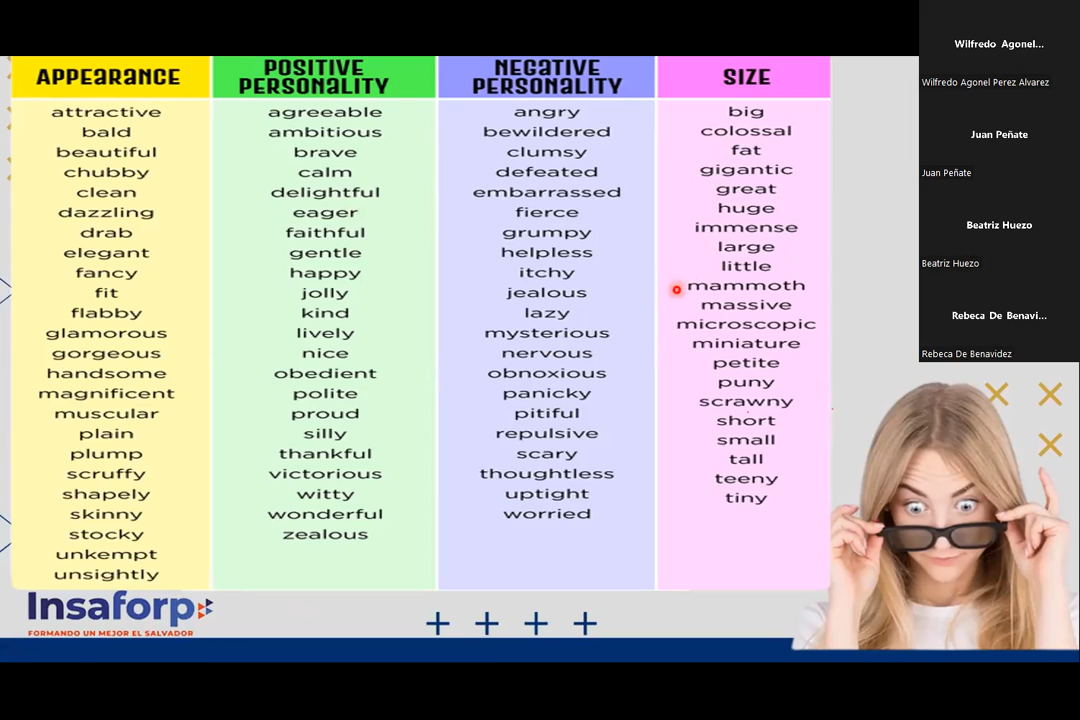 APPEARANCE
attractive
bald
beautiful
chubby
clean
dazzling
drab
elegant
fancy
fit
flabby
glamorous
gorgeous
handsome
magnificent
muscular
plain
plump
scruffy
shapely
skinny
stocky
unkempt
unsightly
POSITIVE
PERSONALITY
agreeable
ambitious
brave
calm
delightful
eager
faithful
gentle
happy
jolly
kind
lively
nice
obedient
polite
proud
silly
thankful
victorious
witty
wonderful
zealous
NEGATIVE
PERSONALITY
angry
bewildered
clumsy
defeated
embarrassed
fierce
grumpy
helpless
itchy
jealous
lazy
mysterious
nervous
obnoxious
panicky
pitiful
repulsive
scary
thoughtless
uptight
worried
SIZE
big
colossal
fat
gigantic
great
huge
immense
large
little
mammoth
massive
microscopic
miniature
petite
puny
scrawny
short
small
tall
teeny
tiny
Insaforp
FORMANDO UN MEJOR EL SALVADOR
Wilfredo Agonel...
Wilfredo Agonel Perez Alvarez
Juan Peñate
Juan Peñate
Beatriz Huezo
Beatriz Huezo
Rebeca De Benavi...
Rebeca De Benavidez